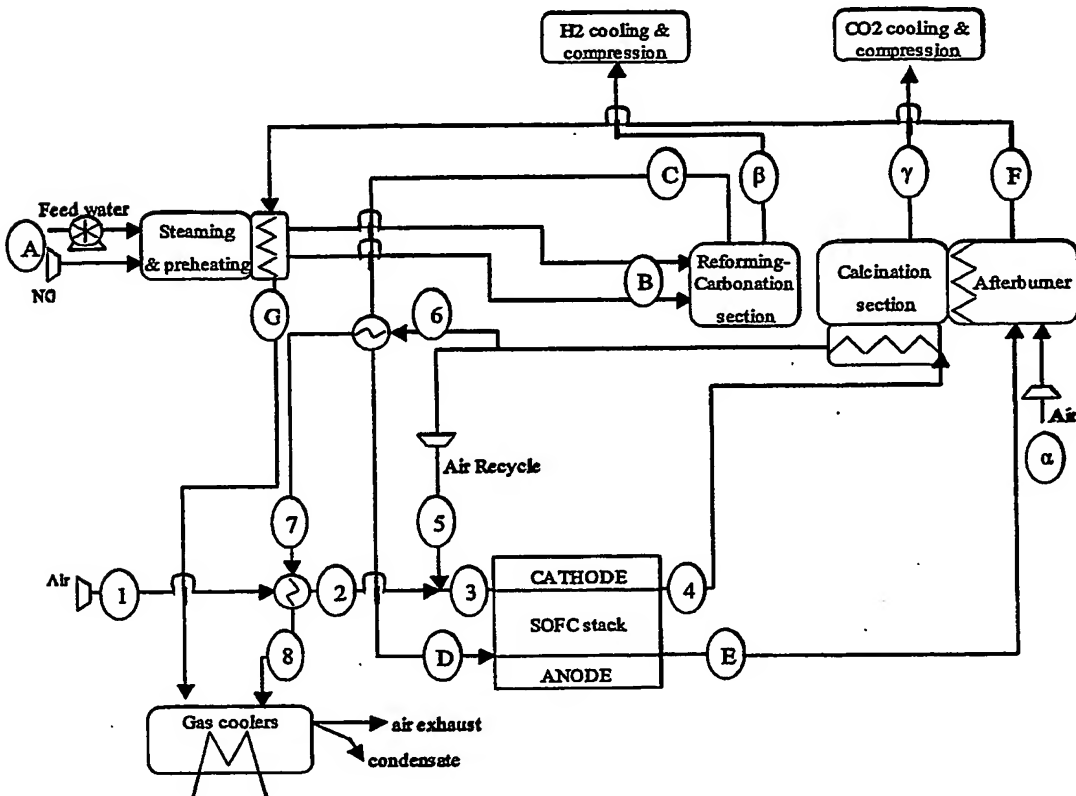 H2 cooling &
compression
CO2 cooling &
compression
C
β
γ
F
Feed water
A
NG
Steaming
& preheating
G
B
Reforming-
Carbonation
section
Calcination
section
Afterburner
6
Air
α
Air Recycle
7
5
Air
1
2
3
CATHODE
4
SOFC stack
8
D
ANODE
E
Gas coolers
air exhaust
condensate